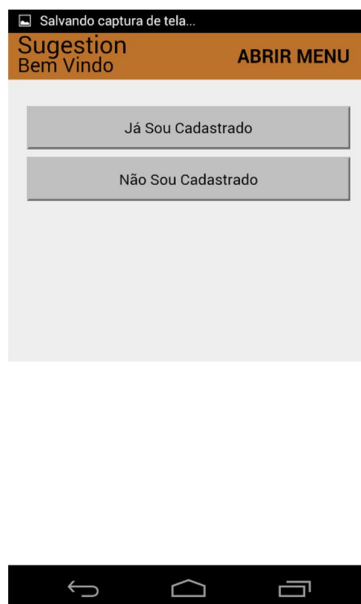 Salvando captura de tela...
Sugestion
Bem Vindo
ABRIR MENU
Já Sou Cadastrado
Não Sou Cadastrado